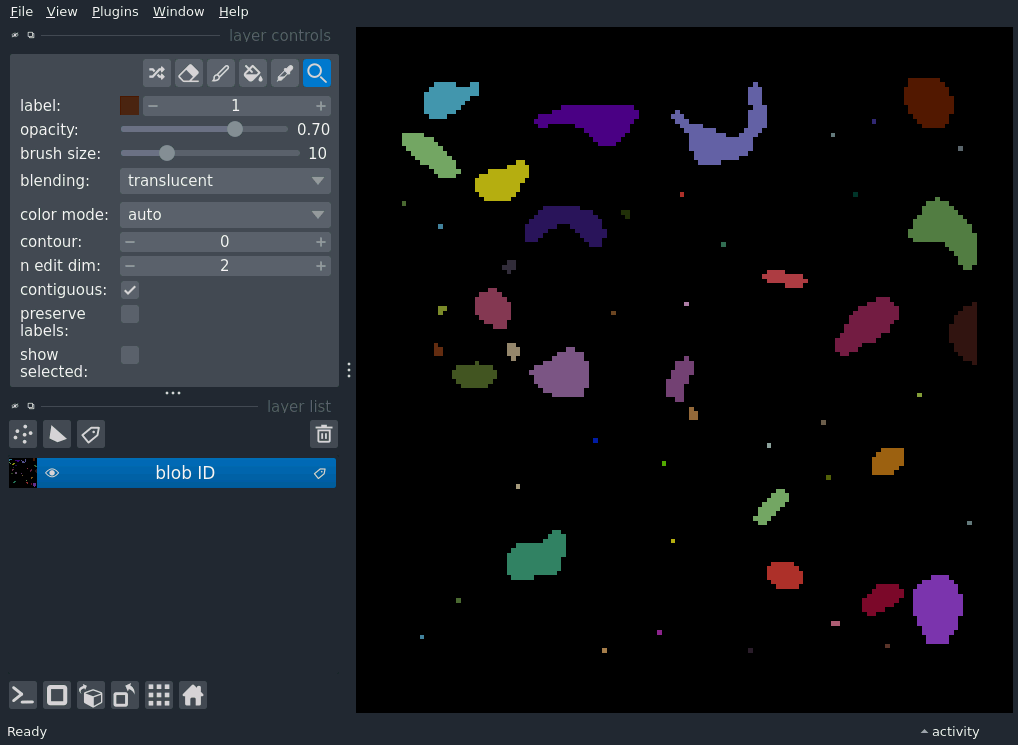 File View Plugins Window Help
layer controls
label: 1
opacity: 0.70
brush size: 10
blending: translucent
color mode: auto
contour: 0
n edit dim: 2
contiguous:
preserve
labels:
show
selected:
layer list
blob ID
Ready
activity